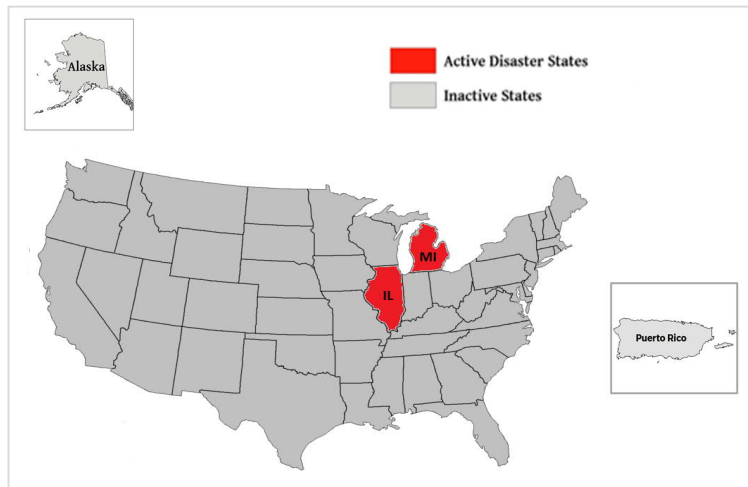 Alaska
Active Disaster States
Inactive States
MI
IL
Puerto Rico